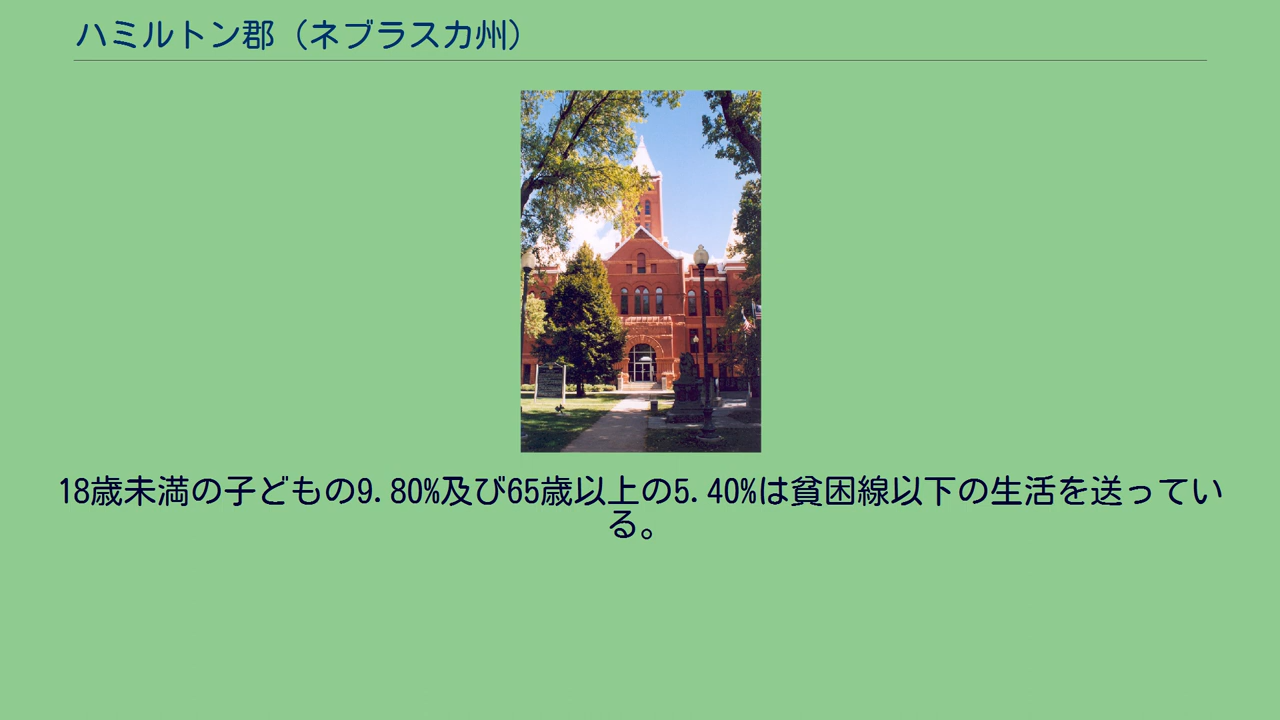 ハミルトン郡（ネブラスカ州）
18歳未満の子どもの9.80%及び65歳以上の5.40%は貧困線以下の生活を送ってい
る。